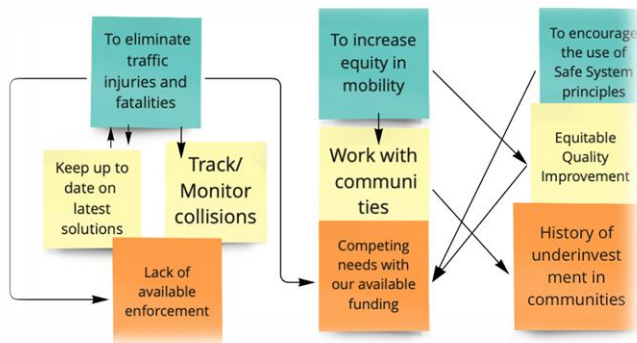 To eliminate
traffic
injuries and
fatalities
Keep up to
date on
latest
solutions
Track/
Monitor
collisions
Lack of
available
enforcement
To increase
equity in
mobility
Work with
communi
ties
Competing
needs with
our available
funding
To encourage
the use of
Safe System
principles
Equitable
Quality
Improvement
History of
underinvest
ment in
communities